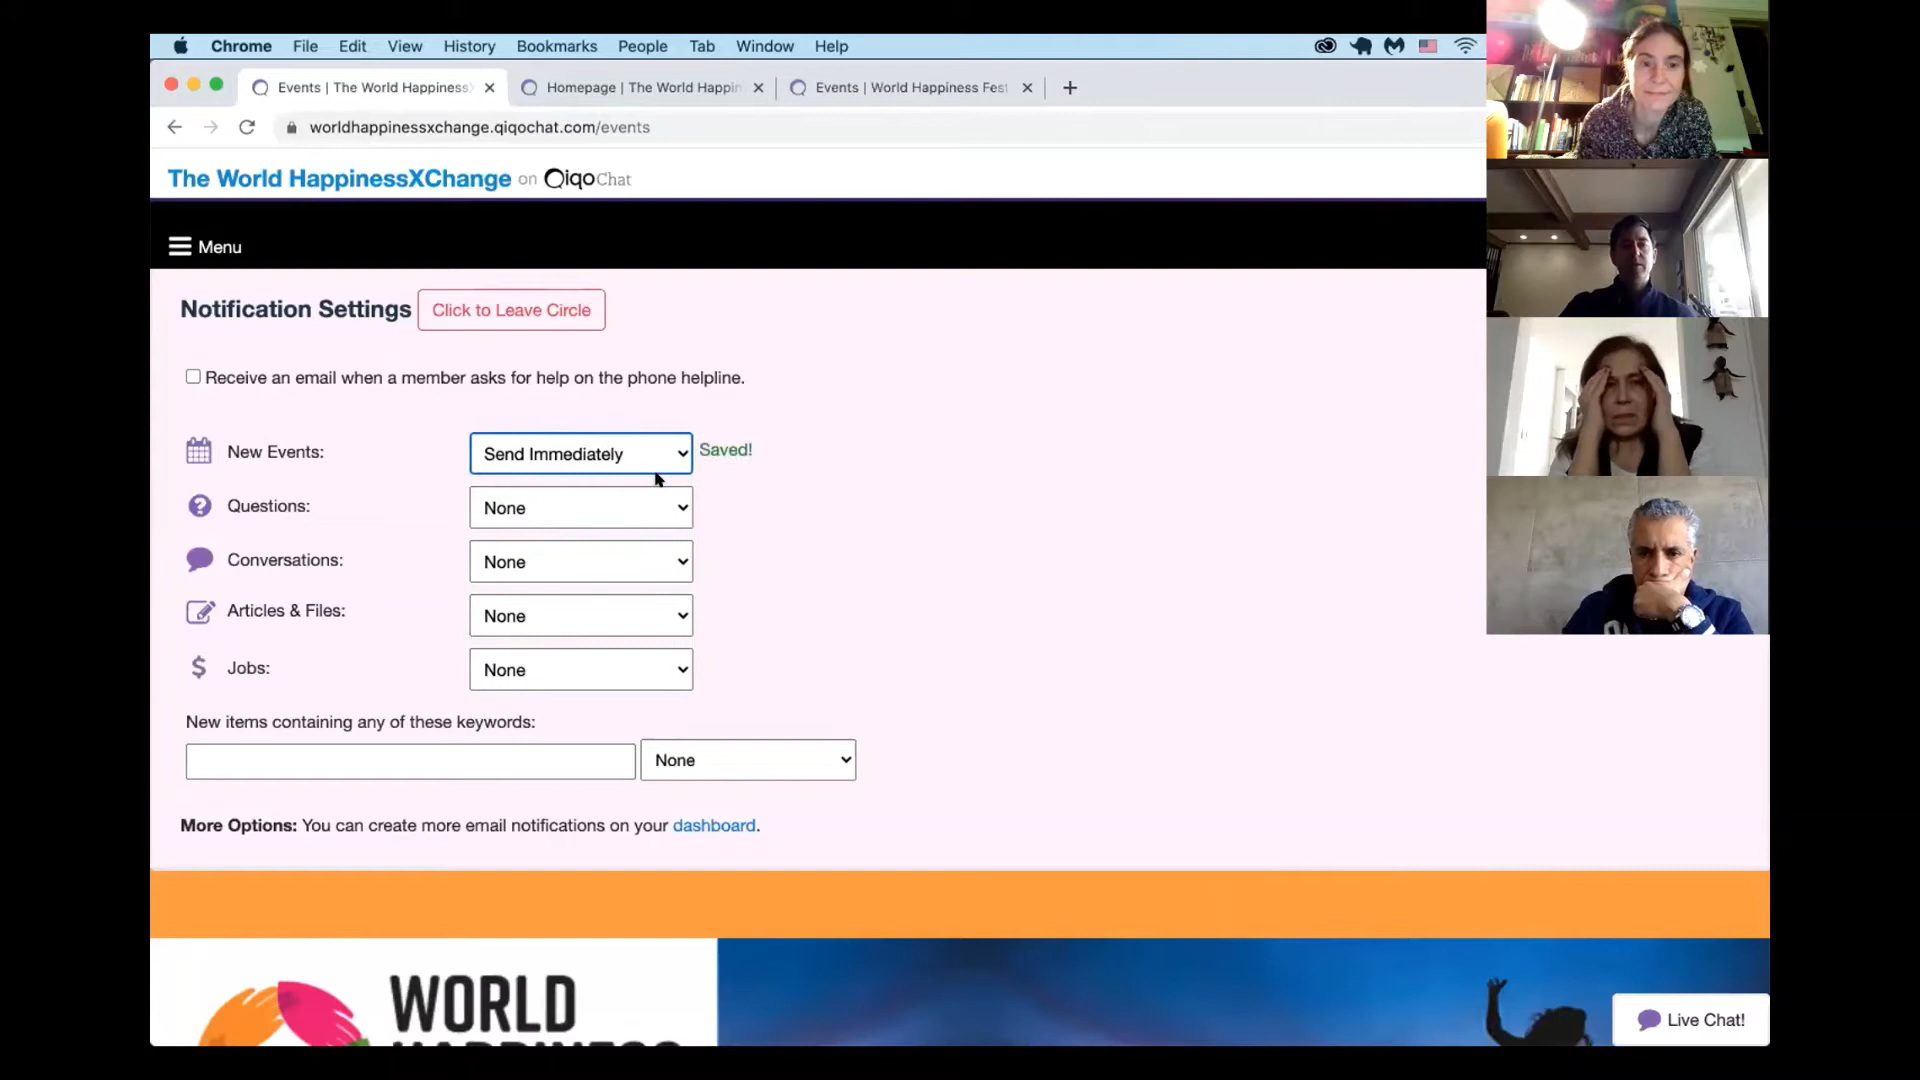 Chrome File Edit View History Bookmarks People Tab Window Help
Events | The World Happiness Homepage | The World Happin Events | World Happiness Fest
worldhappinessxchange.qiqochat.com/events
The World HappinessXChange on QiqoChat
Menu
Notification Settings Click to Leave Circle
Receive an email when a member asks for help on the phone helpline.
New Events: Send Immediately Saved!
Questions: None
Conversations: None
Articles & Files: None
Jobs: None
New items containing any of these keywords:
None
More Options: You can create more email notifications on your dashboard.
WORLD
HAPPINESS
Live Chat!